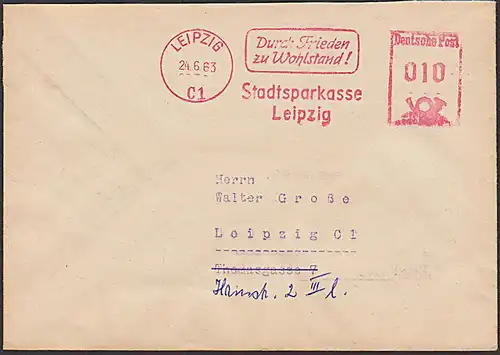 LEIPZIG
24.6.63
C1
Durch Frieden
zu Wohlstand!
Stadtsparkasse
Leipzig
Deutsche Post
010
Herrn
Walter Große
Leipzig C1
Thomasgasse 7
Hainstr. 2 III l.